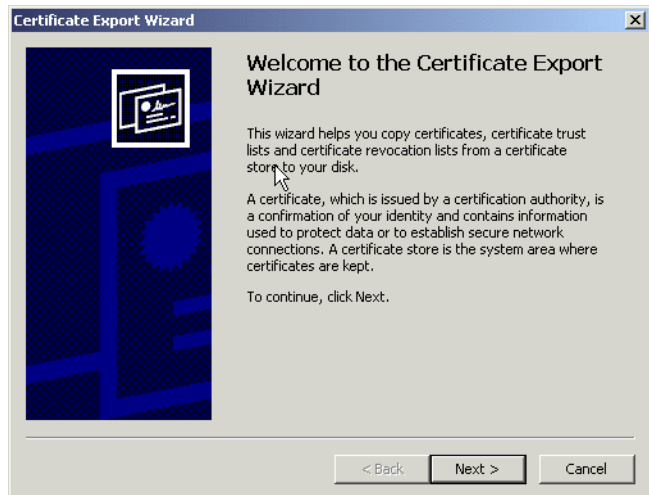 Certificate Export Wizard
Welcome to the Certificate Export
Wizard
This wizard helps you copy certificates, certificate trust
lists and certificate revocation lists from a certificate
store to your disk.
A certificate, which is issued by a certification authority, is
a confirmation of your identity and contains information
used to protect data or to establish secure network
connections. A certificate store is the system area where
certificates are kept.
To continue, click Next.
< Back Next > Cancel